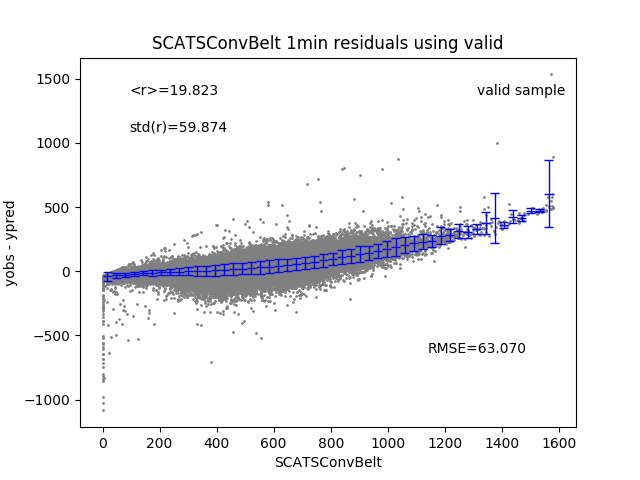 SCATSConvBelt 1min residuals using valid
<r>=19.823
valid sample
std(r)=59.874
RMSE=63.070
yobs - ypred
1500
1000
500
0
−500
−1000
0 200 400 600 800 1000 1200 1400 1600
SCATSConvBelt